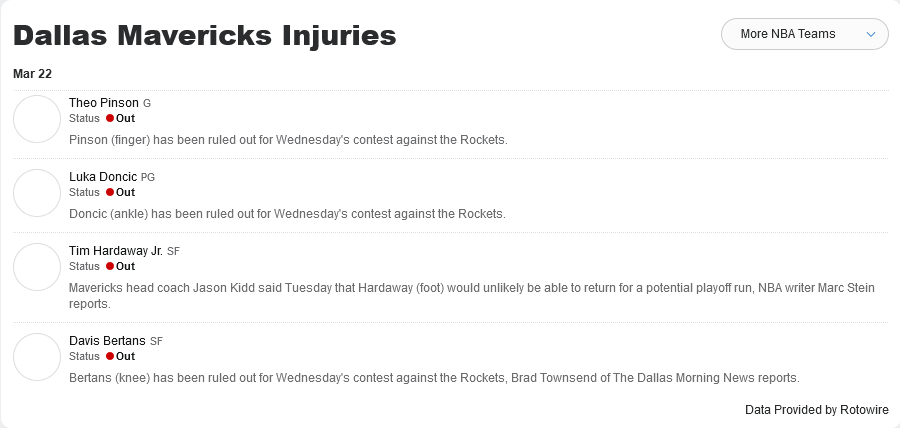 Dallas Mavericks Injuries
More NBA Teams
Mar 22
Theo Pinson G
Status Out
Pinson (finger) has been ruled out for Wednesday's contest against the Rockets.
Luka Doncic PG
Status Out
Doncic (ankle) has been ruled out for Wednesday's contest against the Rockets.
Tim Hardaway Jr. SF
Status Out
Mavericks head coach Jason Kidd said Tuesday that Hardaway (foot) would unlikely be able to return for a potential playoff run, NBA writer Marc Stein
reports.
Davis Bertans SF
Status Out
Bertans (knee) has been ruled out for Wednesday's contest against the Rockets, Brad Townsend of The Dallas Morning News reports.
Data Provided by Rotowire